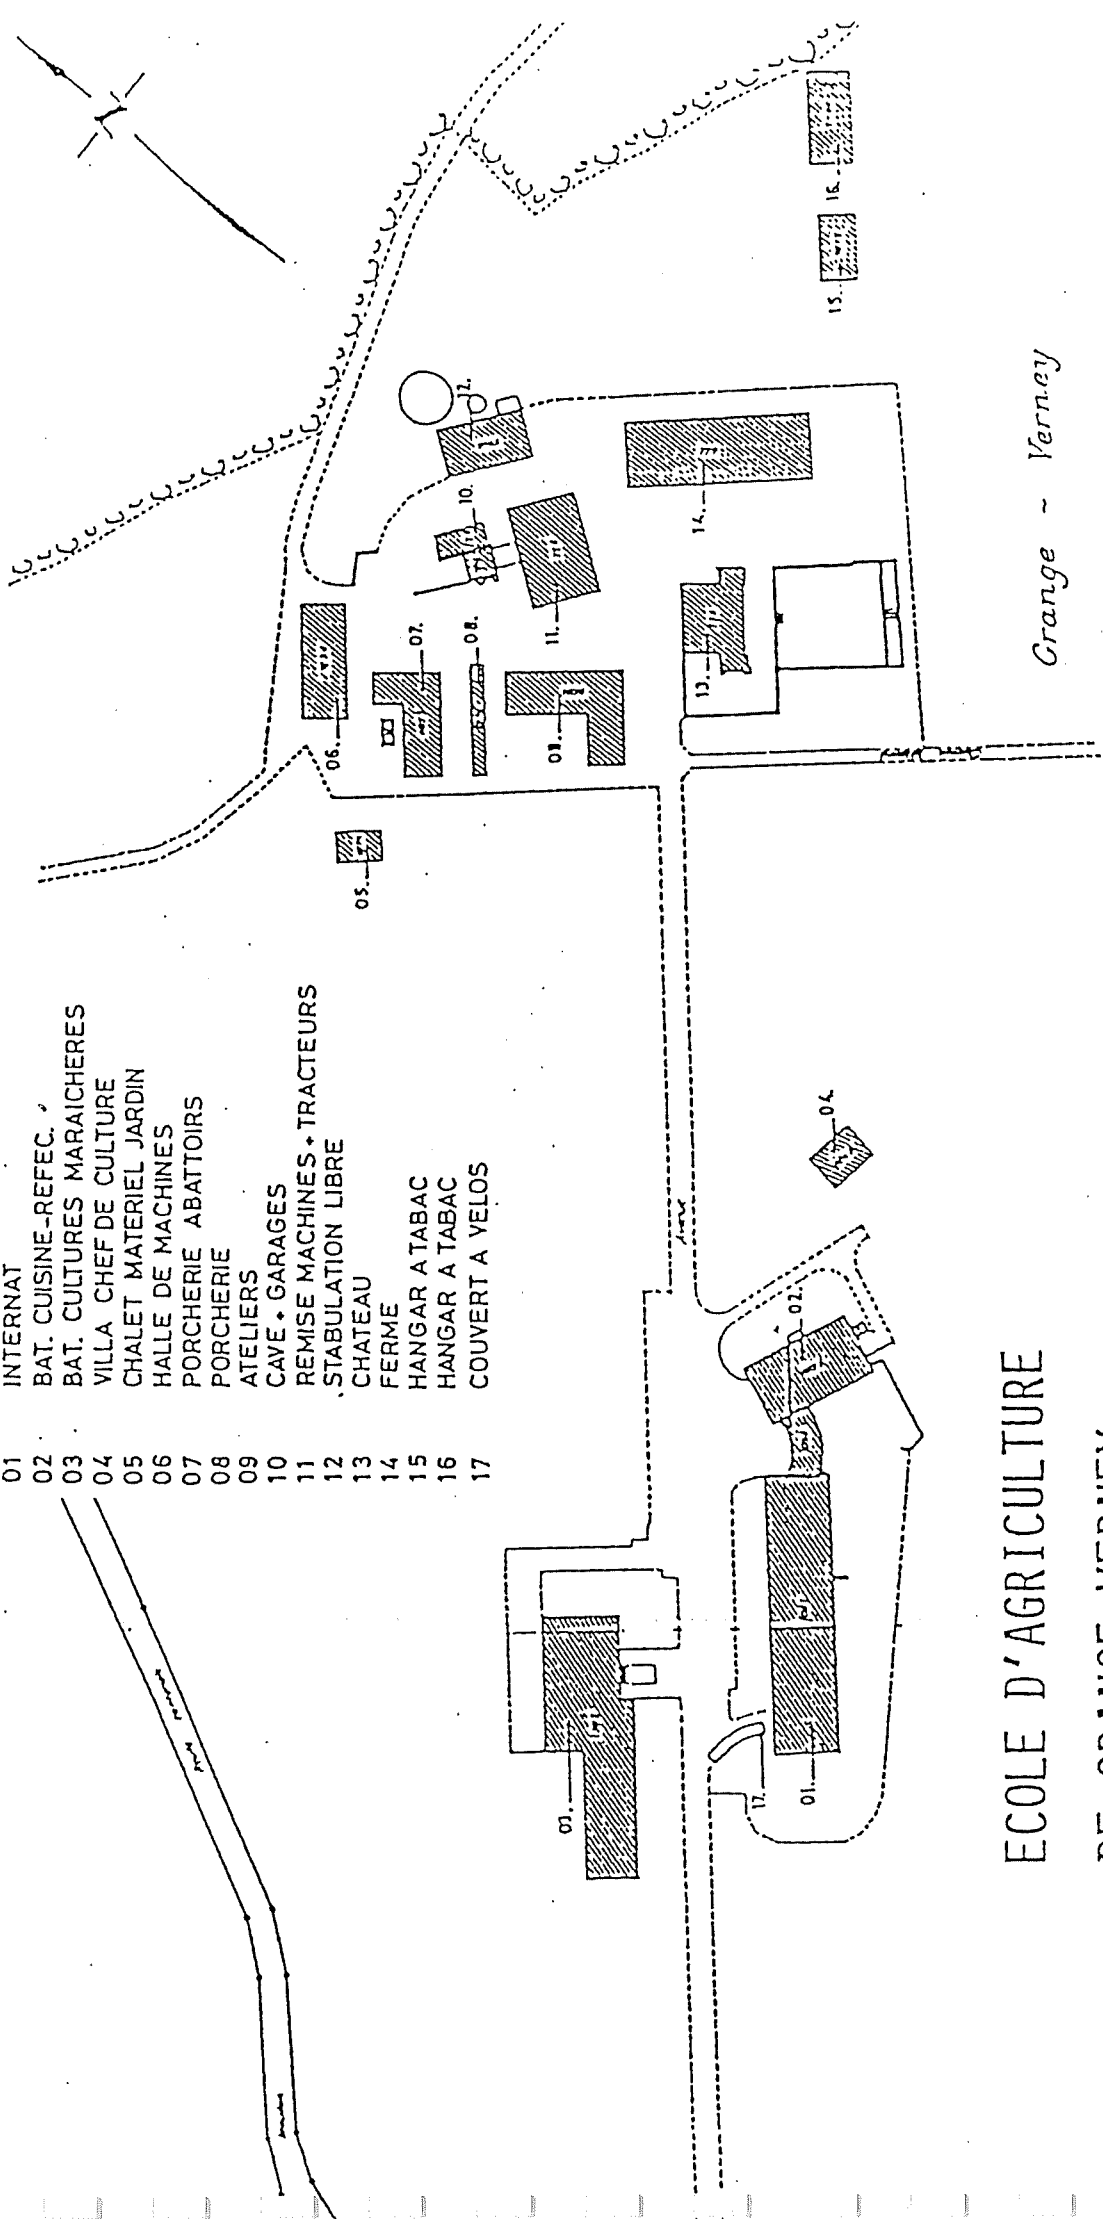 01 INTERNAT
02 BAT. CUISINE-REFEC.
03 BAT. CULTURES MARAICHERES
04 VILLA CHEF DE CULTURE
05 CHALET MATERIEL JARDIN
06 HALLE DE MACHINES
07 PORCHERIE ABATTOIRS
08 PORCHERIE
09 ATELIERS
10 CAVE + GARAGES
11 REMISE MACHINES + TRACTEURS
12 STABULATION LIBRE
13 CHATEAU
14 FERME
15 HANGAR A TABAC
16 HANGAR A TABAC
17 COUVERT A VELOS
03.
17.
01.
02.
04.
05.
06.
07.
08.
09.
10.
11.
12.
13.
14.
15.
16.
Grange ~ Verney
ECOLE D'AGRICULTURE
DE GRANGE-VERNEY